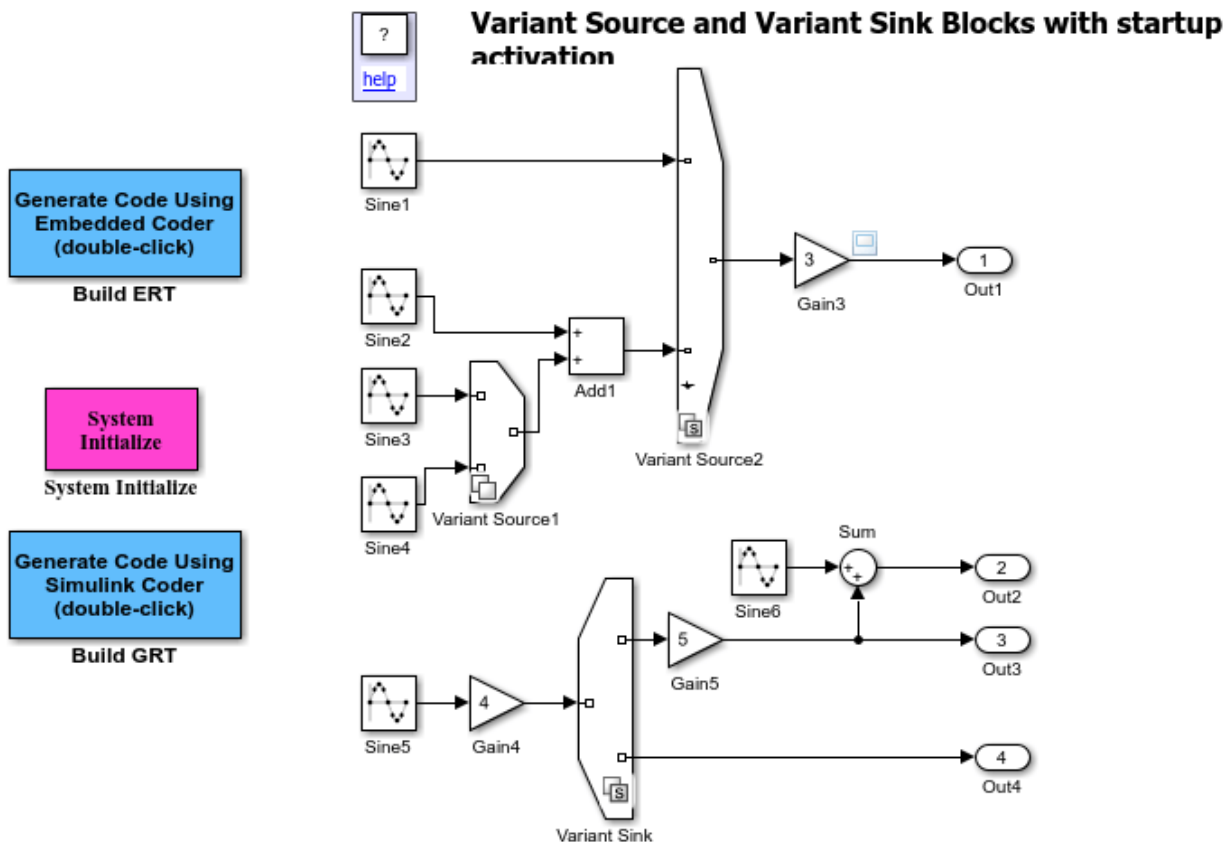 Variant Source and Variant Sink Blocks with startup
activation
?
help
Sine1
Generate Code Using
Embedded Coder
(double-click)
Build ERT
3
Gain3
1
Out1
Sine2
+
+
Add1
Sine3
System
Initialize
System Initialize
S
Variant Source2
Sine4
Variant Source1
Generate Code Using
Simulink Coder
(double-click)
Build GRT
Sum
+
+
Sine6
2
Out2
5
Gain5
3
Out3
Sine5
4
Gain4
S
Variant Sink
4
Out4